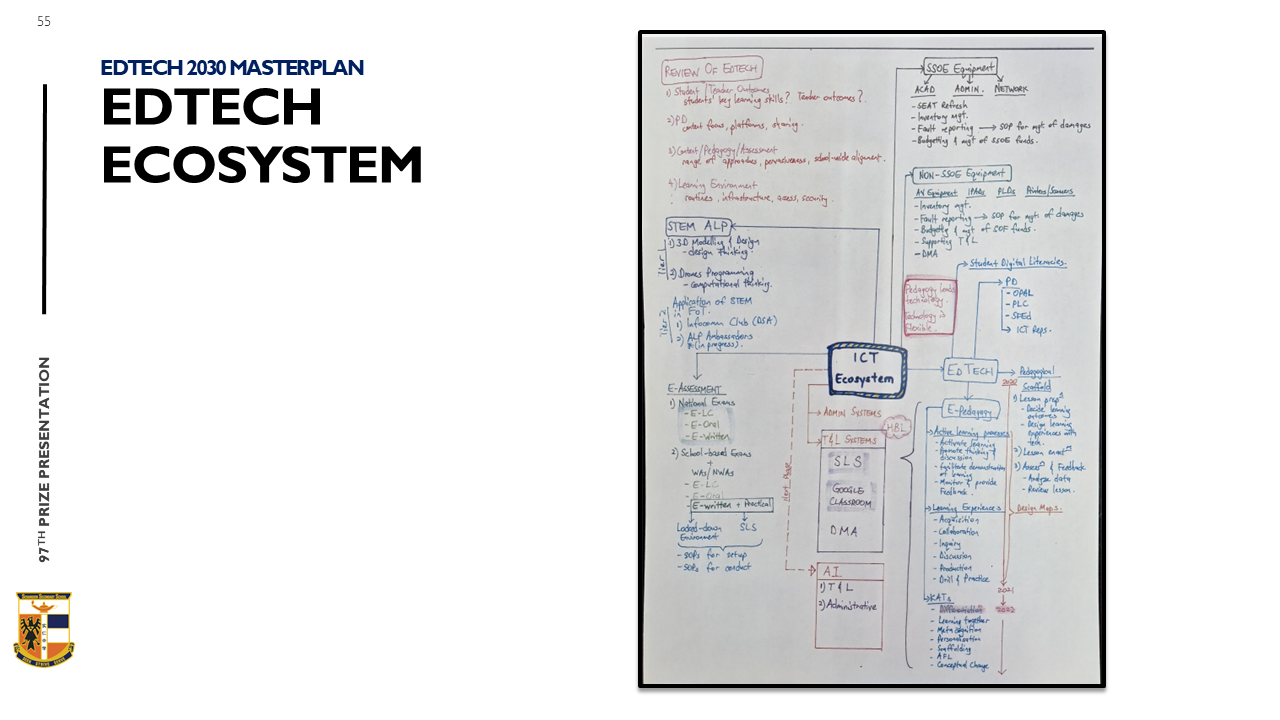 55
EDTECH 2030 MASTERPLAN
EDTECH
ECOSYSTEM
97TH PRIZE PRESENTATION
REVIEW OF EDTECH
1) Student / Teacher Outcomes
students' key learning skills? Teacher outcomes?
2) PD
content focus, platforms, sharing.
3) Content/Pedagogy/Assessment
range of approaches, pervasiveness, school-wide alignment.
4) Learning Environment
routines, infrastructure, access, security.
STEM ALP
Tier 1
1) 3D Modelling & Design
- design thinking.
2) Drones Programming
- computational thinking.
Tier 2
Application of STEM
IoT.
1) Infocomm Club (DSA)
2) ALP Ambassadors
(in progress).
E-ASSESSMENT
1) National Exams
- E-LC
- E-Oral
- E-Written
2) School-based Exams
+
WAs/NWAs
- E-LC
- E-Oral
- E-written + Practical
Locked-down
Environment
SLS
- SOPs for setup
- SOPs for conduct
SSOE Equipment
ACAD ADMIN. NETWORK
- SEAT Refresh
- Inventory mgt.
- Fault reporting → SOP for mgt of damages
- Budgeting & mgt of SSOE funds.
NON-SSOE Equipment
AV Equipment IPADs PLDs Printers/Scanners
- Inventory mgt.
- Fault reporting → SOP for mgt of damages
- Budgeting & mgt of SOF funds.
- Supporting T&L
- DMA
Student Digital Literacies.
Pedagogy leads
technology.
Technology is
Flexible.
PD
- OPAL
- PLC
- SFEd
ICT Reps.
ICT
Ecosystem
EDTECH
2020
Pedagogical
Scaffold
1) Lesson prep
- Decide learning
outcomes
- Design learning
experiences with
tech.
2) Lesson enact
3) Assess & Feedback
- Analyse data
- Review lesson.
Design Maps.
2021
2022
E-Pedagogy
Active learning processes
- Activate learning
- Promote thinking &
discussion
- Facilitate demonstration
of learning
- Monitor & provide
Feedback.
Learning Experiences
- Acquisition
- Collaboration
- Inquiry
- Discussion
- Production
- Drill & Practice
KATs
- Differentiation
- Learning together
- Metacognition
- Personalisation
- Scaffolding
- AFL
- Conceptual Change
Next Phase
ADMIN SYSTEMS
HBL
T&L SYSTEMS
SLS
GOOGLE
CLASSROOM
DMA
AI
1) T & L
2) Administrative